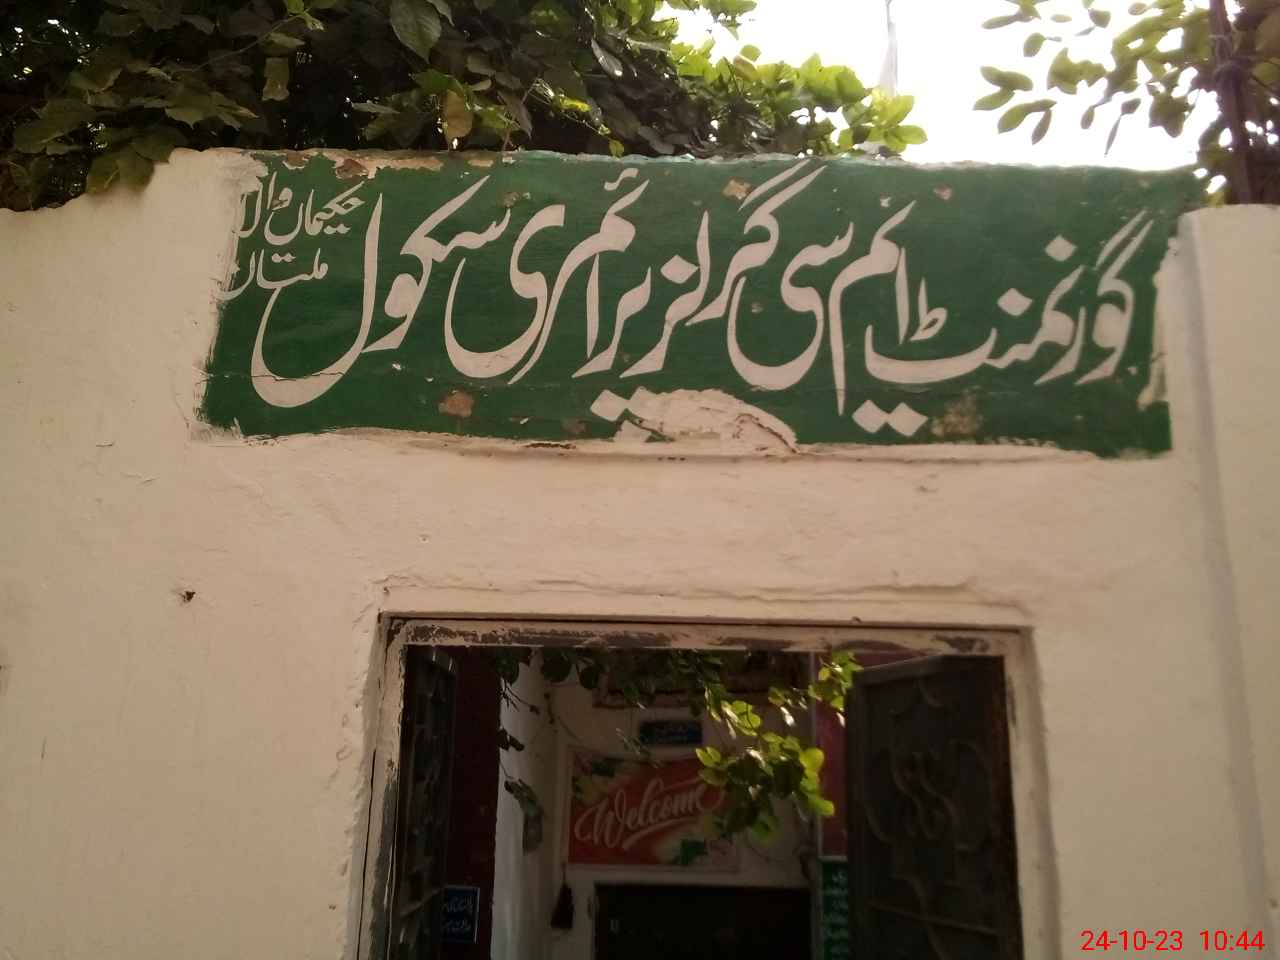 گورنمنٹ ایم سی گرلز پرائمری سکول
حکیماں والا
ملتان
Welcome
24-10-23 10:44